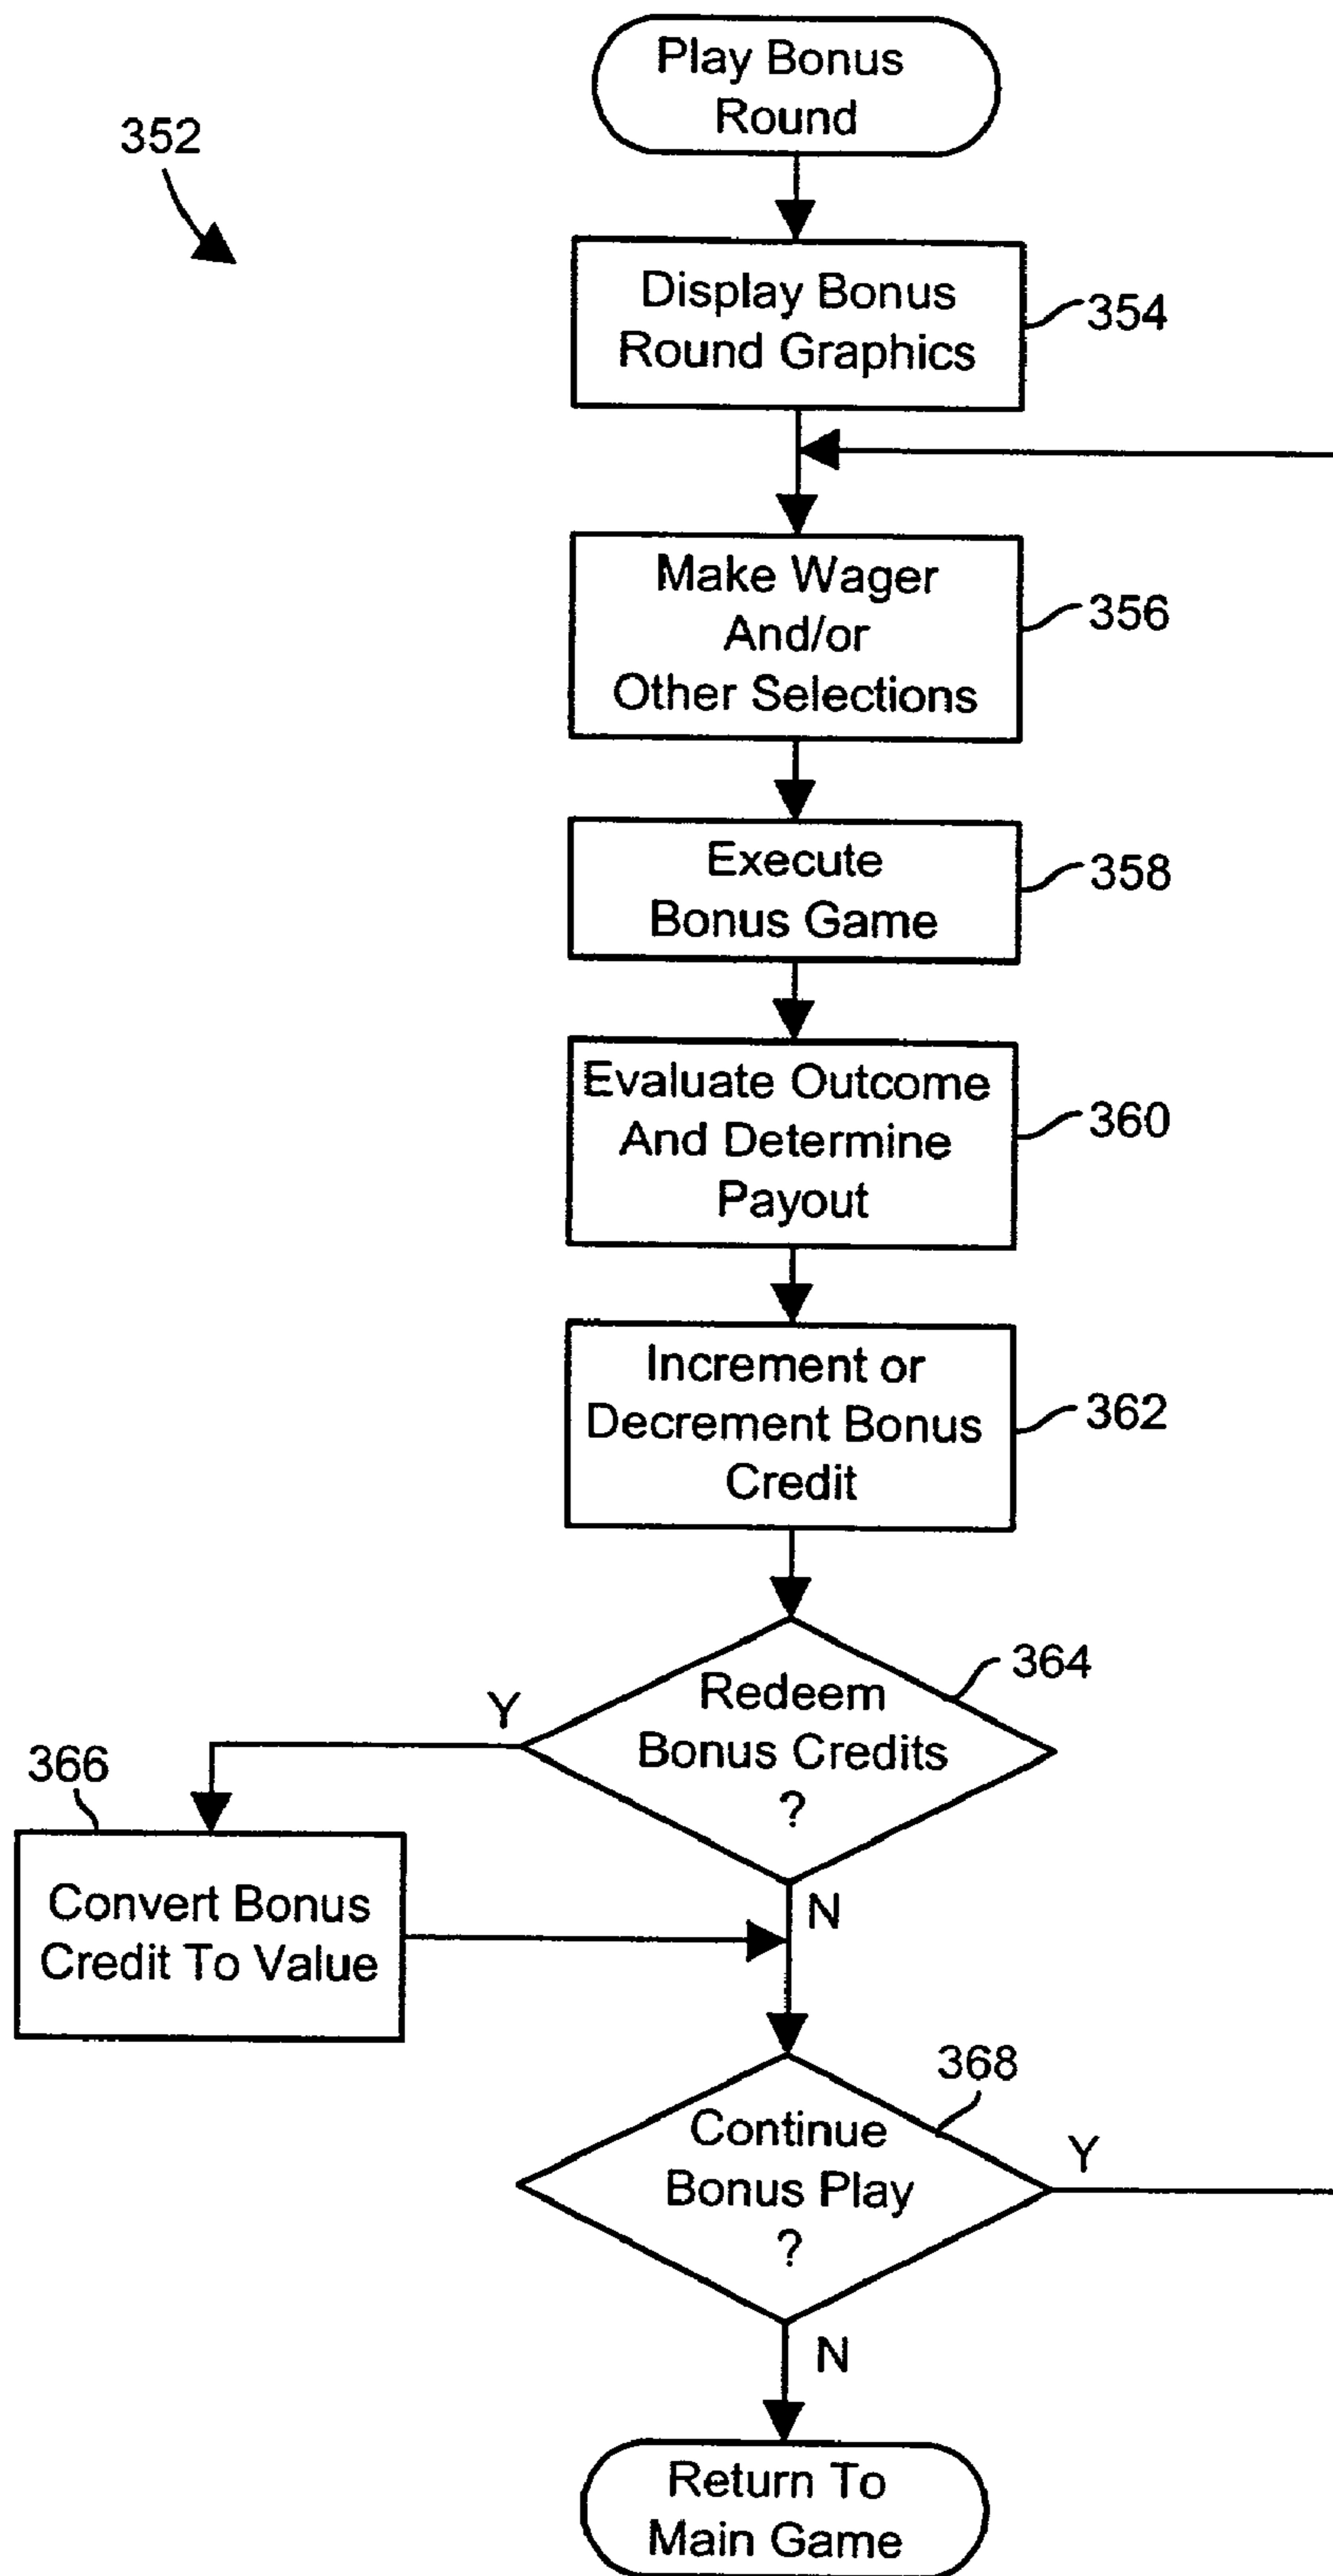 Play Bonus
Round
352
Display Bonus
Round Graphics
354
Make Wager
And/or
Other Selections
356
Execute
Bonus Game
358
Evaluate Outcome
And Determine
Payout
360
Increment or
Decrement Bonus
Credit
362
Redeem
Bonus Credits
?
364
Y
N
366
Convert Bonus
Credit To Value
368
Continue
Bonus Play
?
Y
N
Return To
Main Game